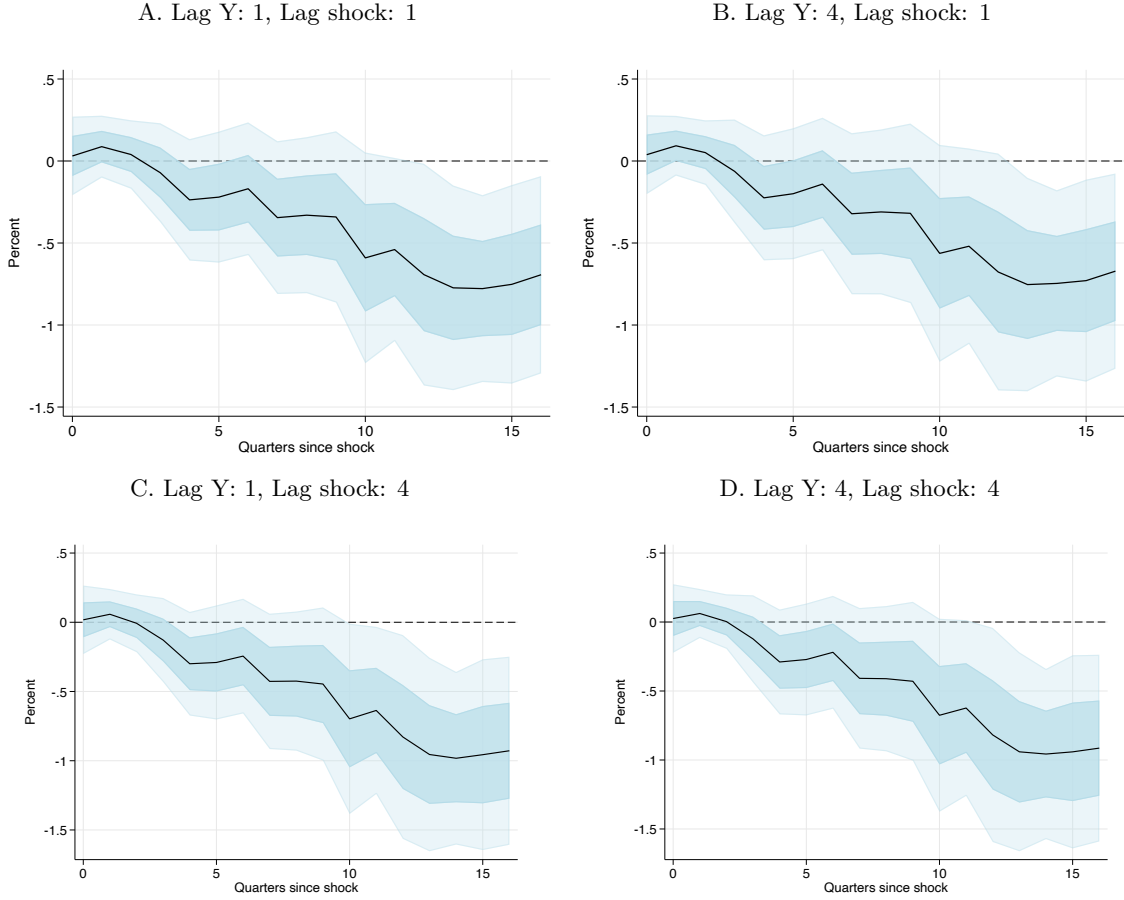 A. Lag Y: 1, Lag shock: 1
.5
0
-.5
-1
-1.5
Percent
0 5 10 15
Quarters since shock
B. Lag Y: 4, Lag shock: 1
.5
0
-.5
-1
-1.5
Percent
0 5 10 15
Quarters since shock
C. Lag Y: 1, Lag shock: 4
.5
0
-.5
-1
-1.5
Percent
0 5 10 15
Quarters since shock
D. Lag Y: 4, Lag shock: 4
.5
0
-.5
-1
-1.5
Percent
0 5 10 15
Quarters since shock